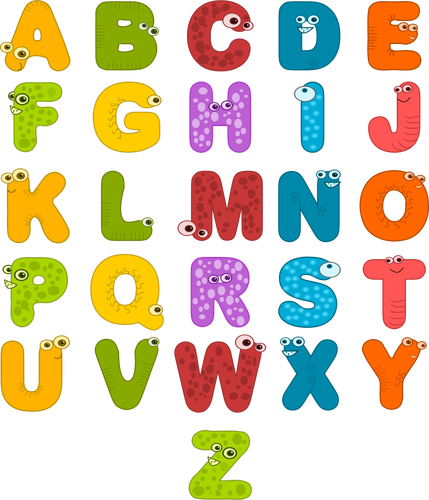 A B C D E
F G H I J
K L M N O
P Q R S T
U V W X Y
Z